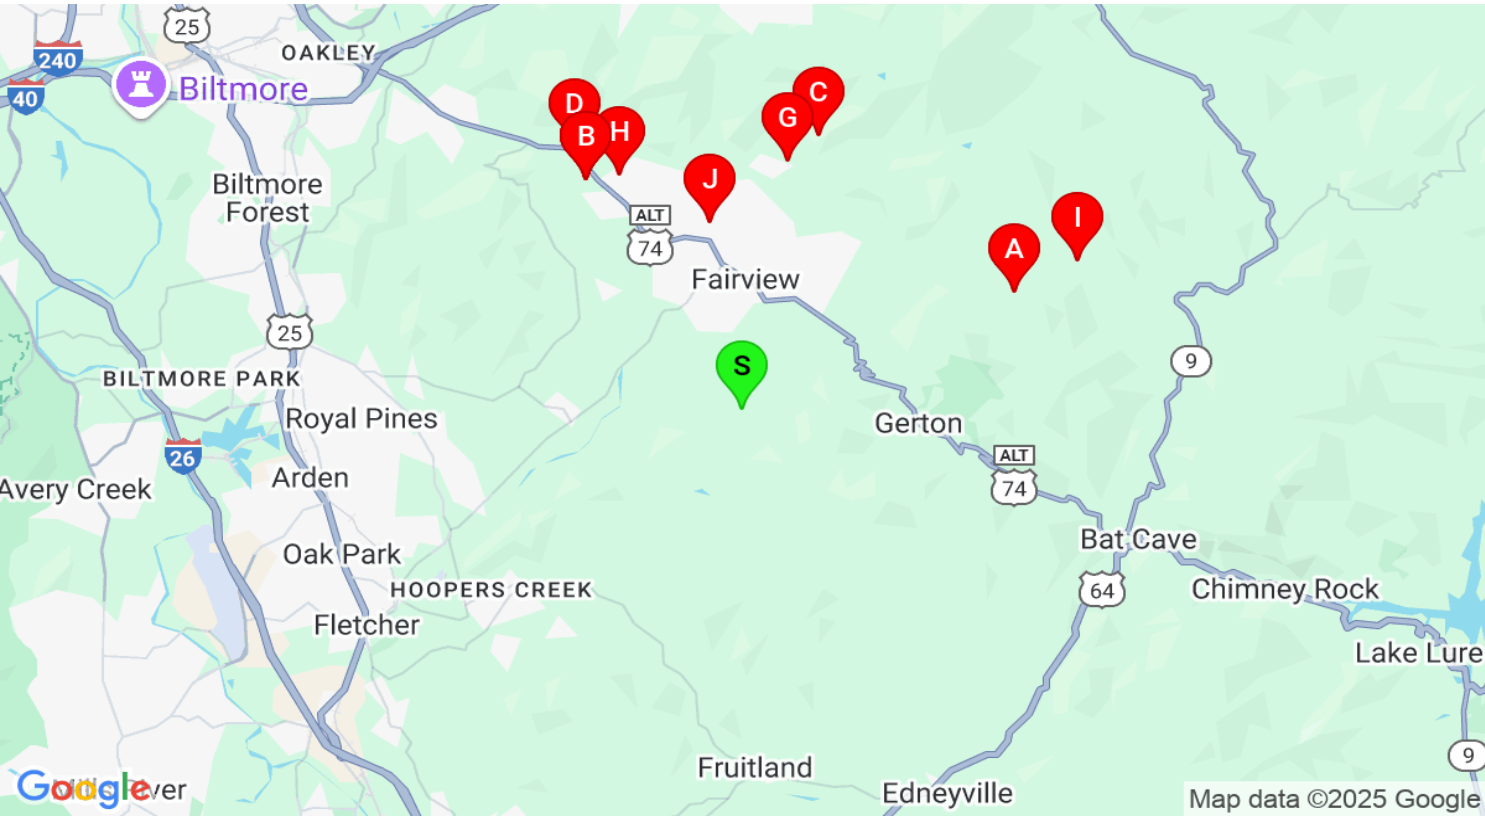 25
OAKLEY
240
40
Biltmore
D
B
H
C
G
J
I
A
Biltmore
Forest
ALT
74
Fairview
25
S
9
BILTMORE PARK
Royal Pines
Gerton
26
Arden
ALT
74
Avery Creek
Oak Park
Bat Cave
HOOPERS CREEK
64
Chimney Rock
Fletcher
Lake Lure
Fruitland
9
Google
Edneyville
Map data ©2025 Google